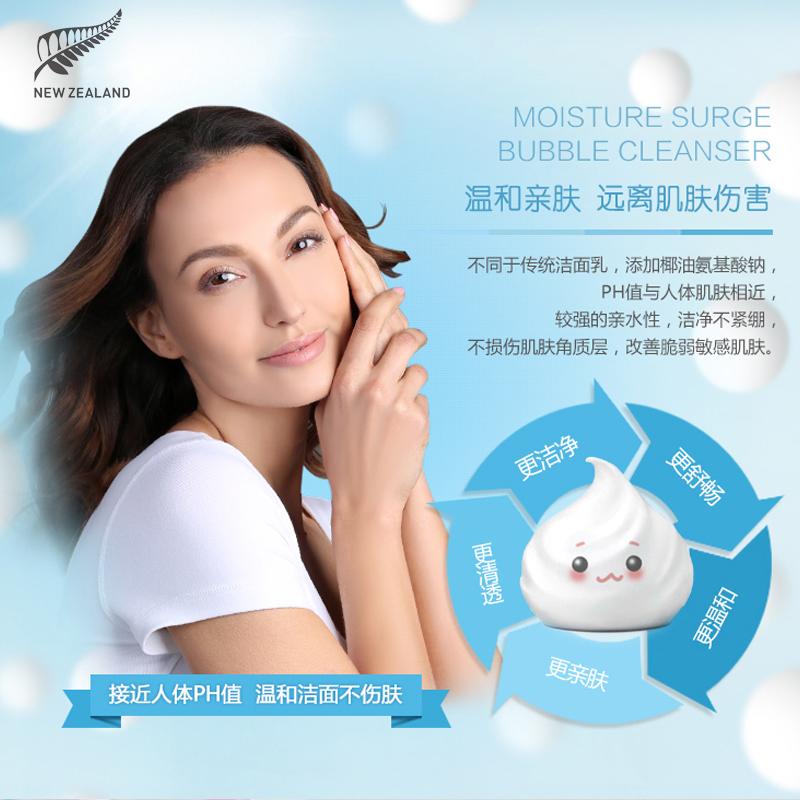 NEW ZEALAND
MOISTURE SURGE
BUBBLE CLEANSER
温和亲肤 远离肌肤伤害
不同于传统洁面乳，添加椰油氨基酸钠，
PH值与人体肌肤相近，
较强的亲水性，洁净不紧绷，
不损伤肌肤角质层，改善脆弱敏感肌肤。
更洁净
更舒畅
更温和
更亲肤
更清透
接近人体PH值 温和洁面不伤肤